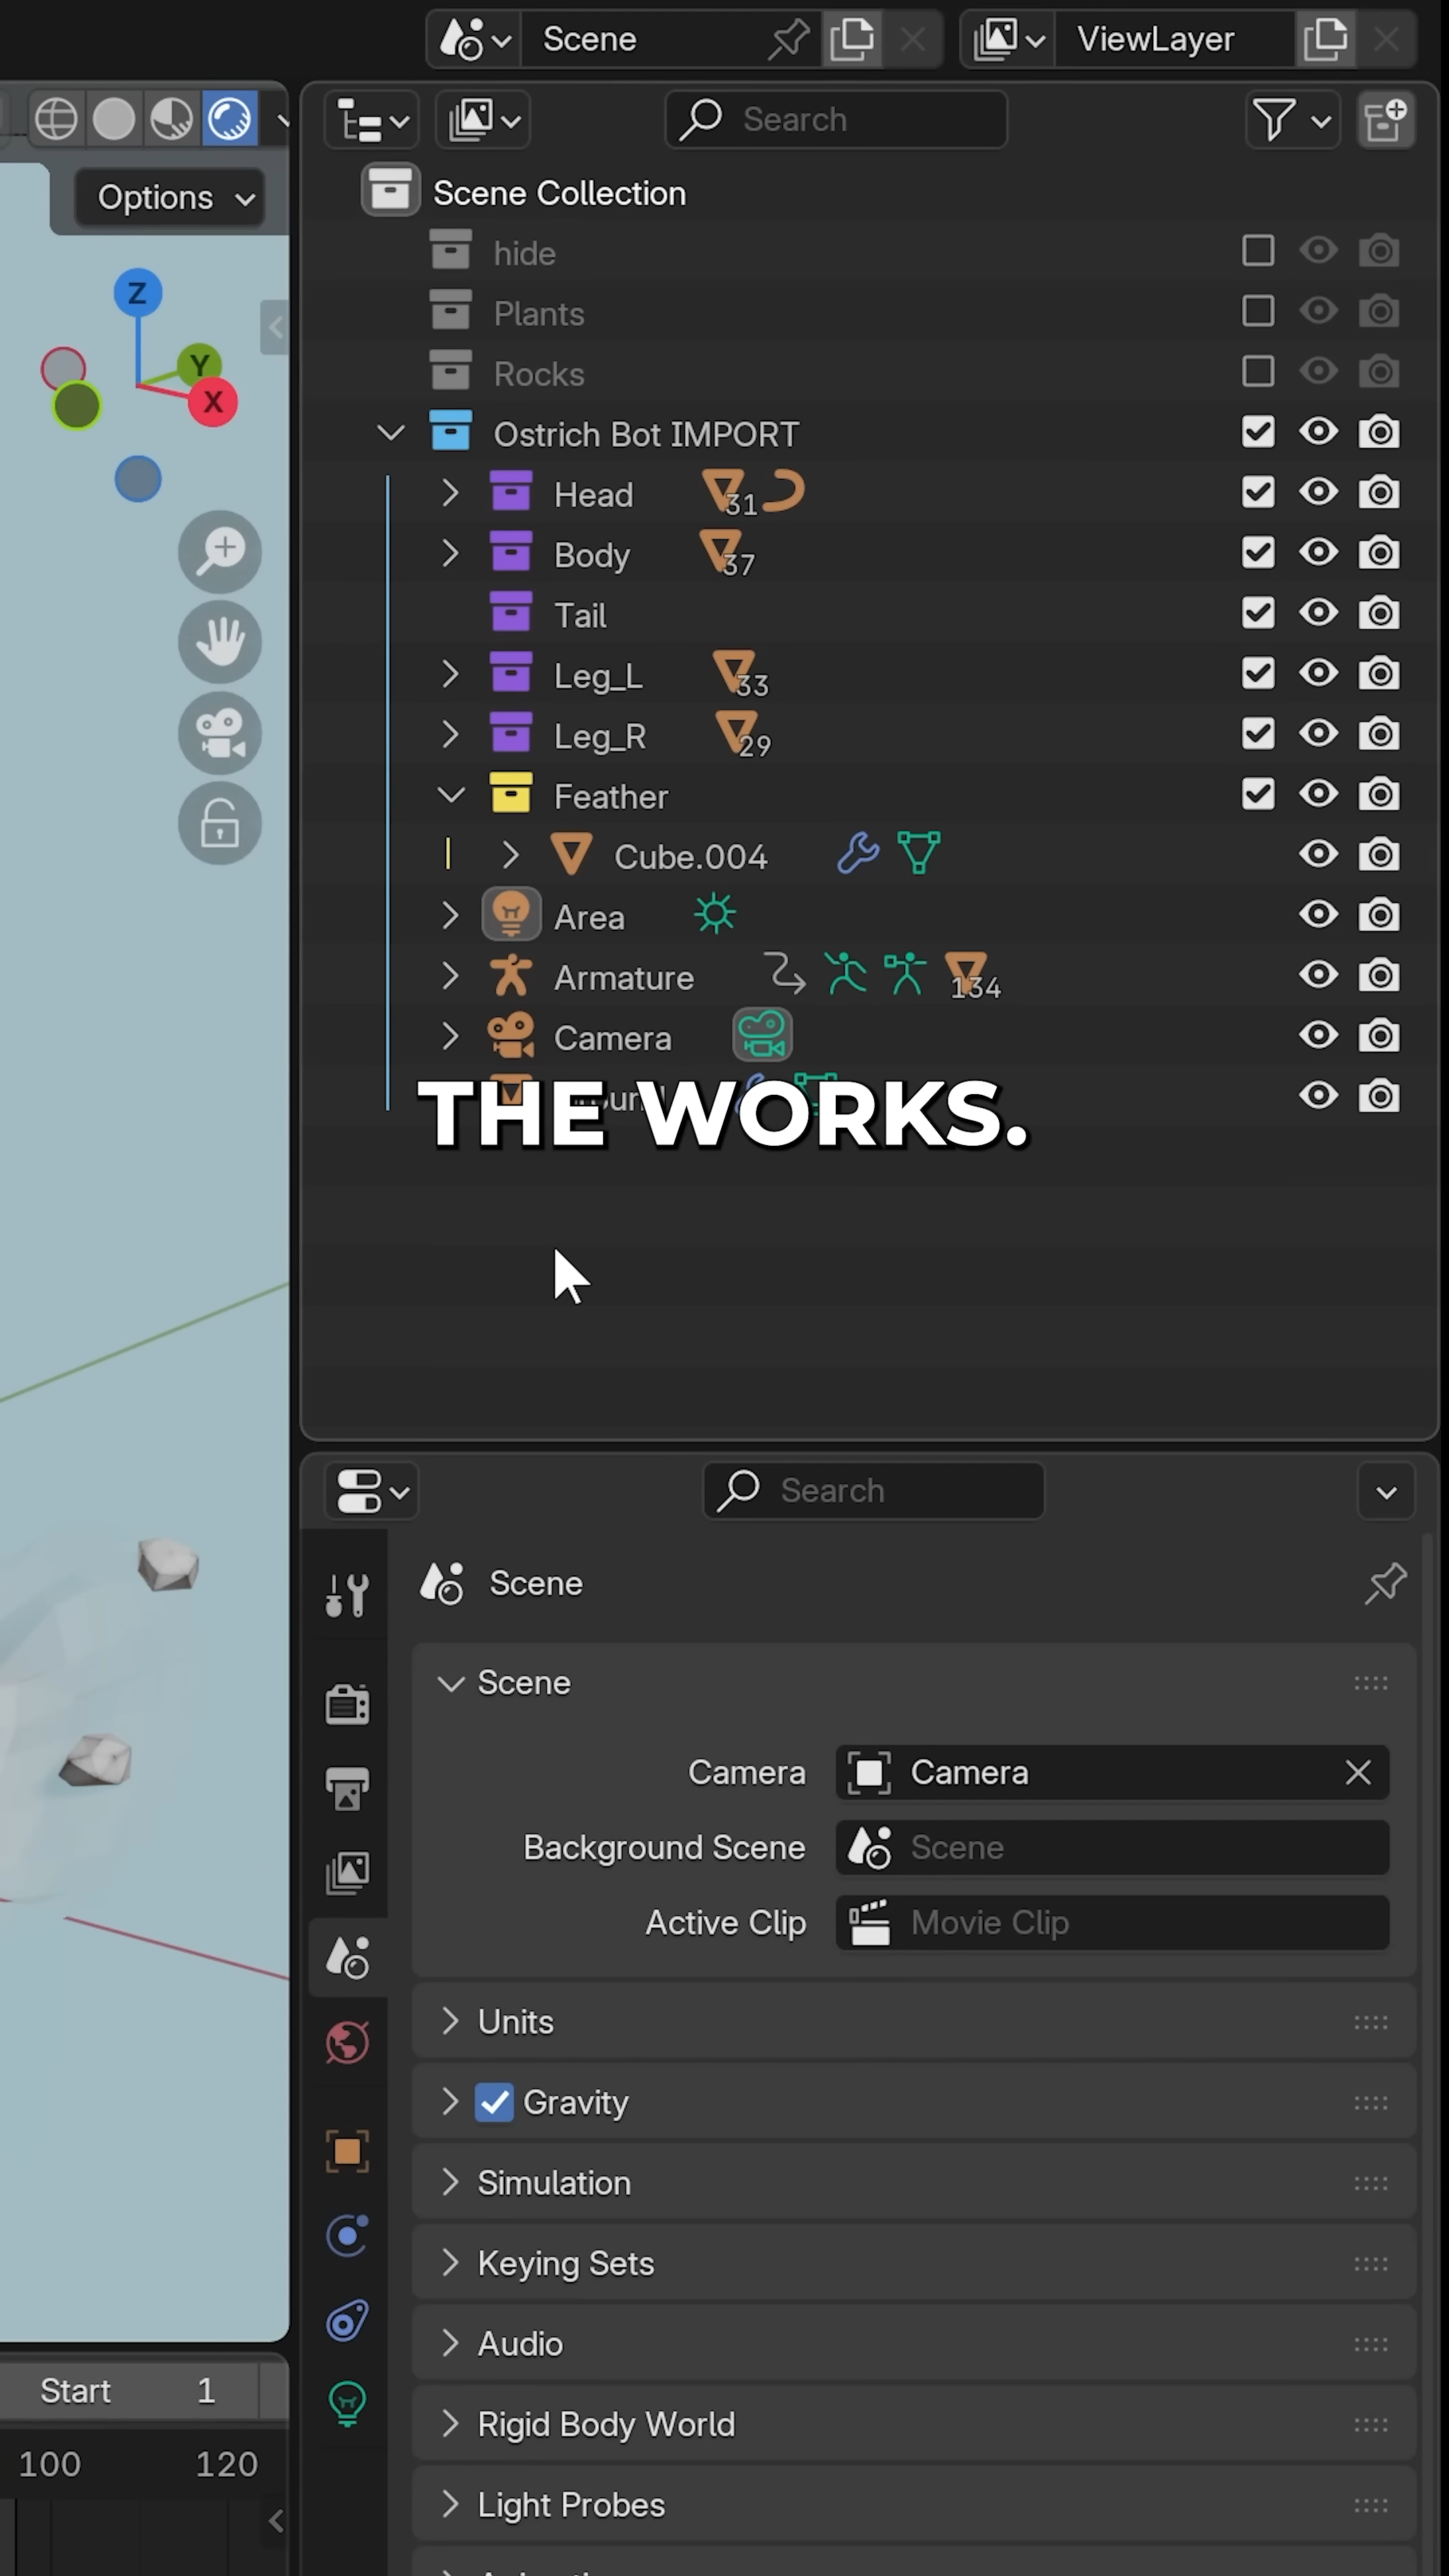 Scene
ViewLayer
Search
Options
Scene Collection
hide
Plants
Rocks
Z
Y
X
Ostrich Bot IMPORT
Head 31
Body 37
Tail
Leg_L 33
Leg_R 29
Feather
Cube.004
Area
Armature 134
Camera
THE WORKS.
Search
Scene
Scene
Camera Camera
Background Scene Scene
Active Clip Movie Clip
Units
Gravity
Simulation
Keying Sets
Audio
Rigid Body World
Light Probes
Start 1
100 120